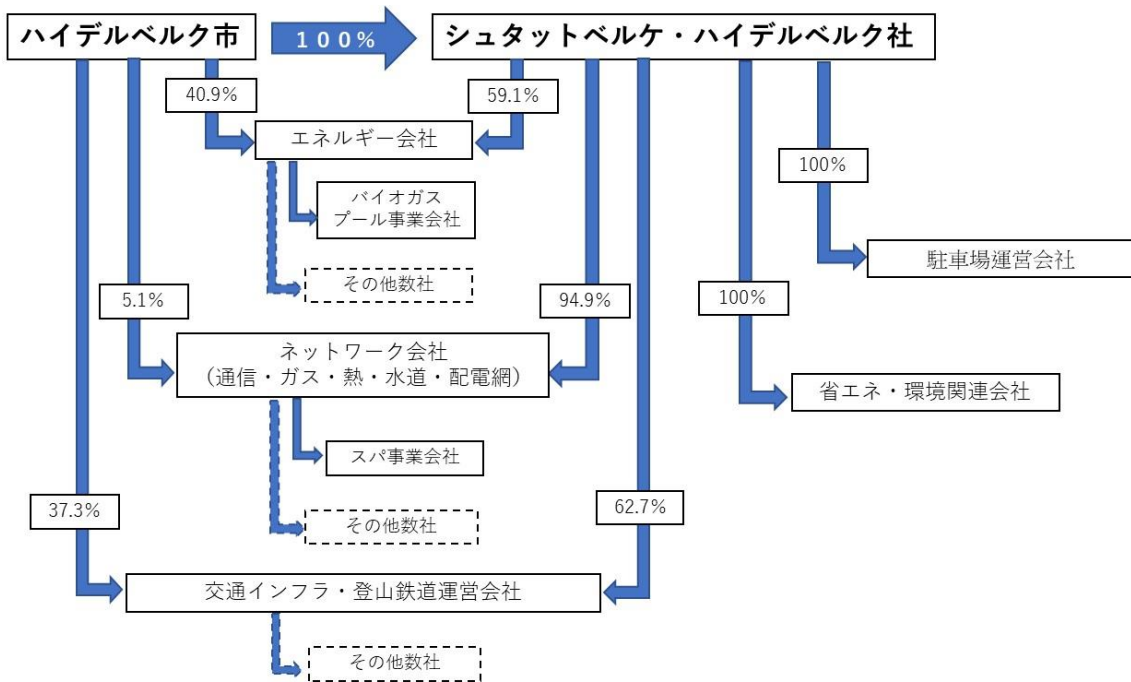 ハイデルベルク市
100%
シュタットベルケ・ハイデルベルク社
40.9%
59.1%
エネルギー会社
100%
バイオガス
プール事業会社
駐車場運営会社
その他数社
5.1%
94.9%
100%
ネットワーク会社
(通信・ガス・熱・水道・配電網)
省エネ・環境関連会社
スパ事業会社
37.3%
62.7%
その他数社
交通インフラ・登山鉄道運営会社
その他数社